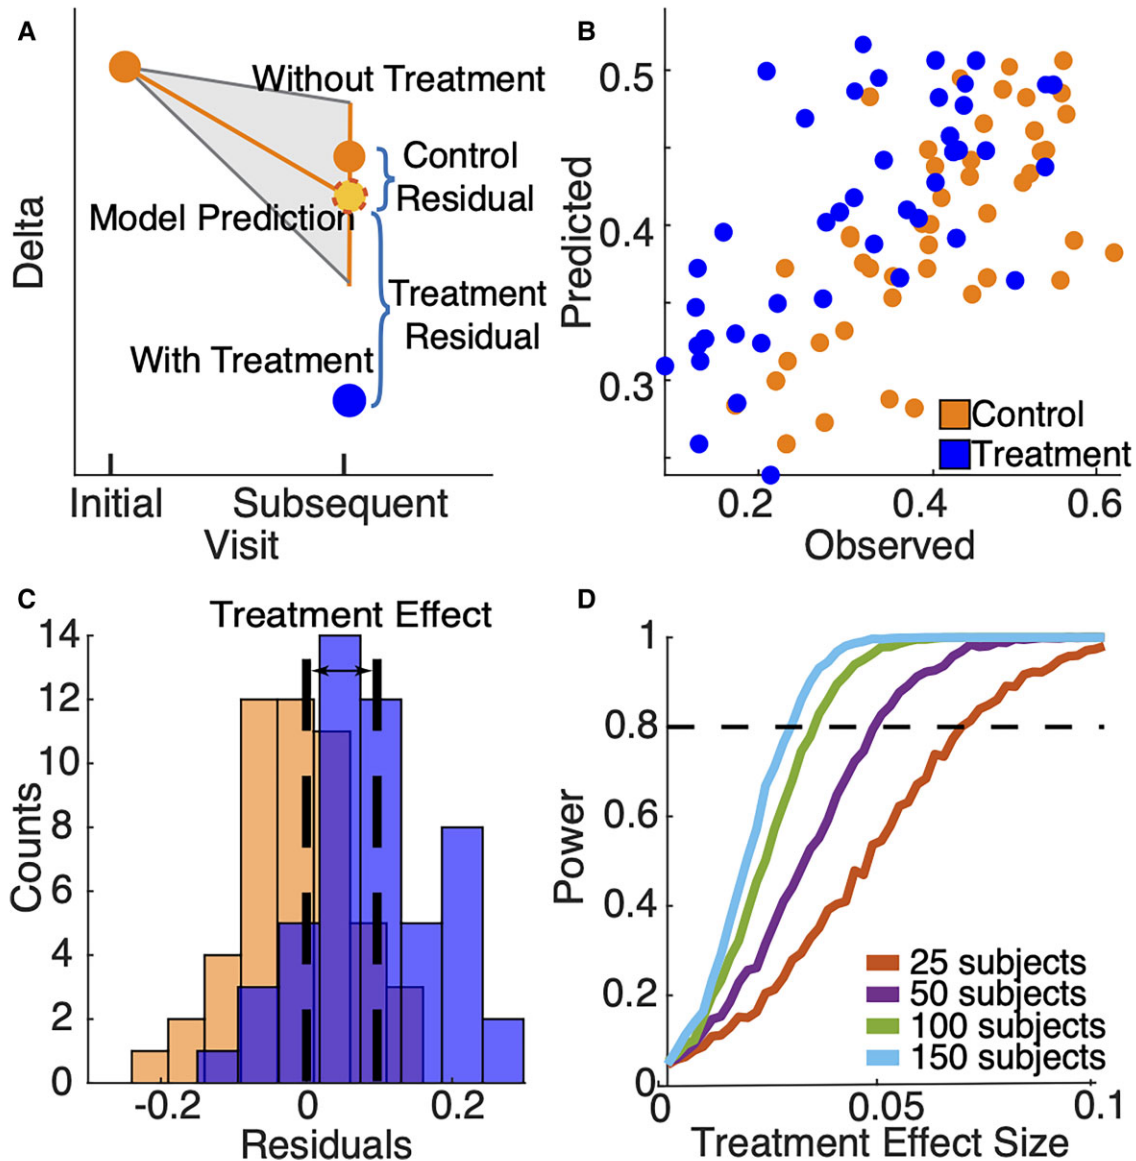 A
Without Treatment
Control
Residual
Model Prediction
Treatment
Residual
With Treatment
Delta
Initial
Subsequent
Visit
B
0.5
0.4
0.3
Predicted
Control
Treatment
0.2
0.4
0.6
Observed
C
Treatment Effect
14
12
10
8
6
4
2
0
Counts
-0.2
0
0.2
Residuals
D
1
0.8
0.6
0.4
0.2
0
Power
25 subjects
50 subjects
100 subjects
150 subjects
0
0.05
0.1
Treatment Effect Size